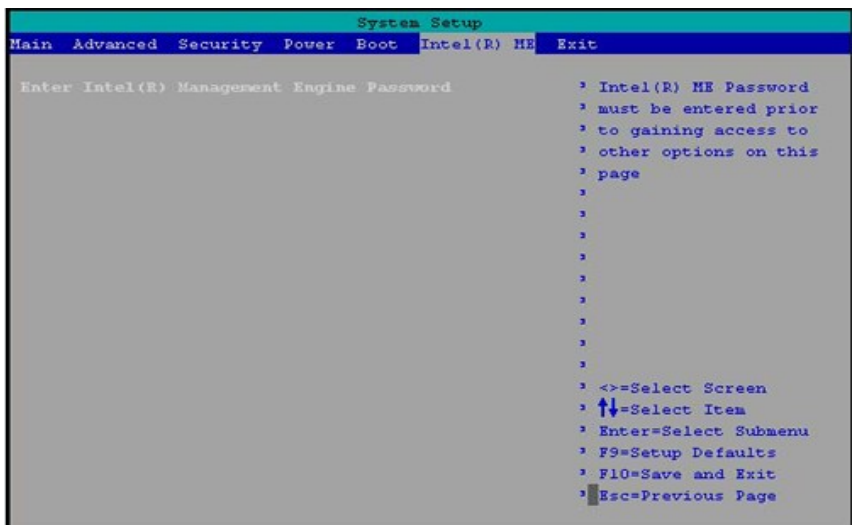 System Setup
Main Advanced Security Power Boot Intel(R) ME Exit
Enter Intel(R) Management Engine Password
Intel(R) ME Password
must be entered prior
to gaining access to
other options on this
page
<>=Select Screen
↑↓=Select Item
Enter=Select Submenu
F9=Setup Defaults
F10=Save and Exit
Esc=Previous Page